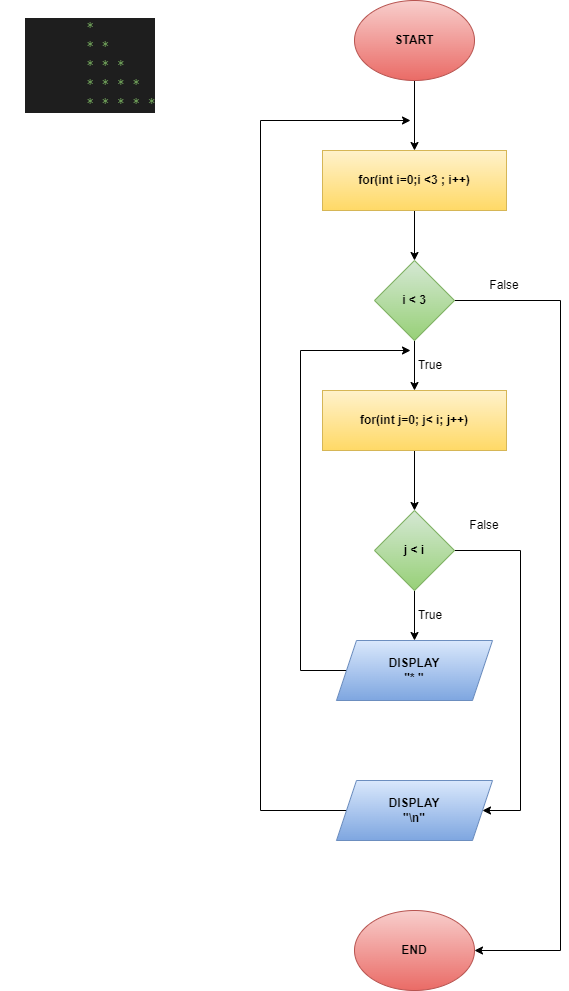 *
* *
* * *
* * * *
* * * * *
START
for(int i=0;i <3 ; i++)
i < 3
False
True
for(int j=0; j< i; j++)
j < i
False
True
DISPLAY
"* "
DISPLAY
"\n"
END